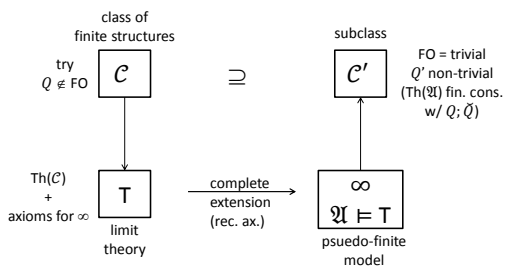 class of
finite structures
try
Q ∉ FO
𝒞
⊇
subclass
𝒞′
FO = trivial
Q′ non-trivial
(Th(𝔄) fin. cons.
w/ Q; Q̆)
Th(𝒞)
+
axioms for ∞
T
limit
theory
complete
extension
(rec. ax.)
∞
𝔄 ⊨ T
psuedo-finite
model